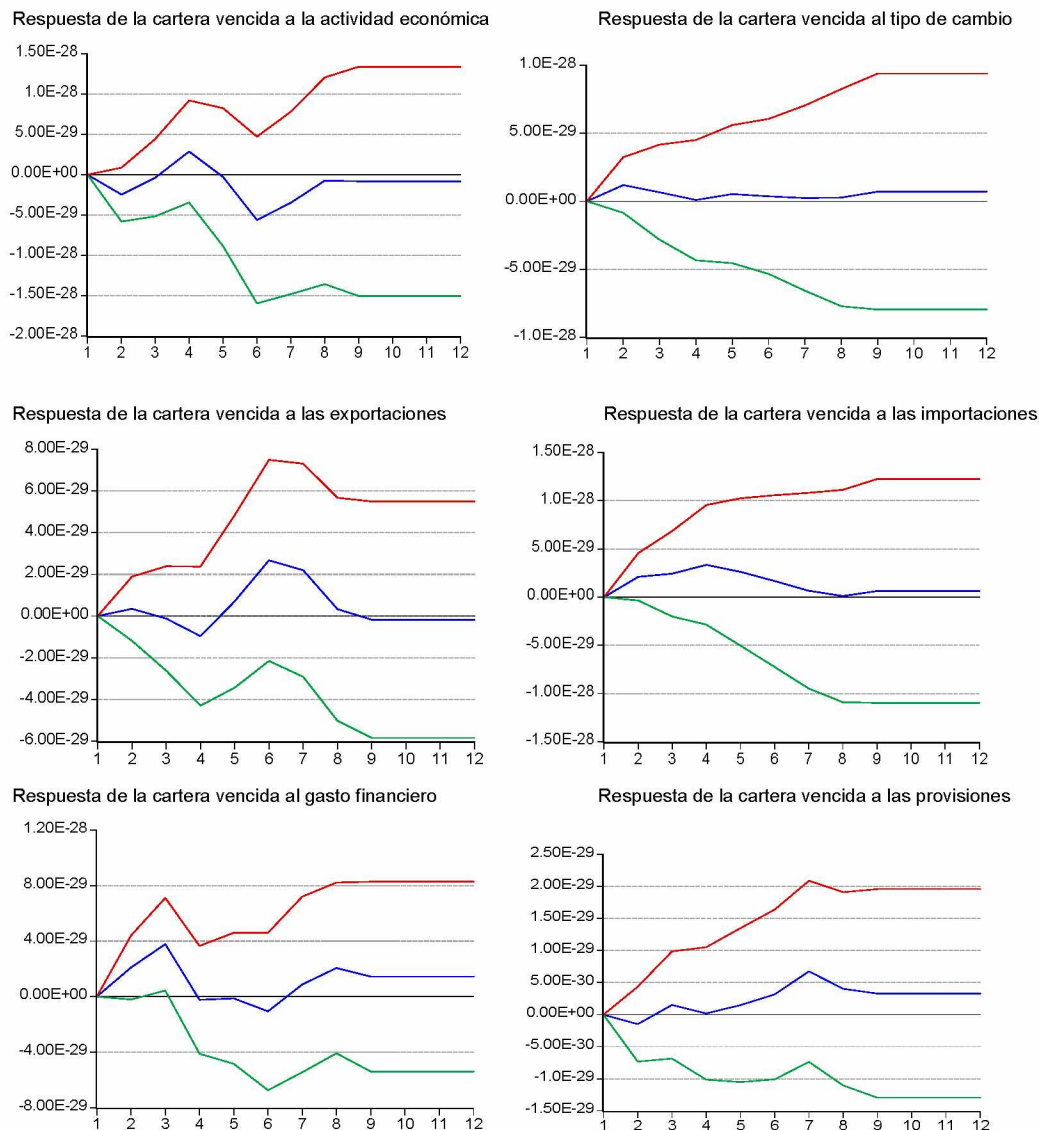 Respuesta de la cartera vencida a la actividad económica
1.50E-28
1.0E-28
5.00E-29
0.00E+00
-5.00E-29
-1.00E-28
-1.50E-28
-2.00E-28
1 2 3 4 5 6 7 8 9 10 11 12
Respuesta de la cartera vencida al tipo de cambio
1.0E-28
5.00E-29
0.00E+00
-5.00E-29
-1.0E-28
1 2 3 4 5 6 7 8 9 10 11 12
Respuesta de la cartera vencida a las exportaciones
8.00E-29
6.00E-29
4.00E-29
2.00E-29
0.00E+00
-2.00E-29
-4.00E-29
-6.00E-29
1 2 3 4 5 6 7 8 9 10 11 12
Respuesta de la cartera vencida a las importaciones
1.50E-28
1.0E-28
5.00E-29
0.00E+00
-5.00E-29
-1.00E-28
-1.50E-28
1 2 3 4 5 6 7 8 9 10 11 12
Respuesta de la cartera vencida al gasto financiero
1.20E-28
8.00E-29
4.00E-29
0.00E+00
-4.00E-29
-8.00E-29
1 2 3 4 5 6 7 8 9 10 11 12
Respuesta de la cartera vencida a las provisiones
2.50E-29
2.00E-29
1.50E-29
1.00E-29
5.00E-30
0.00E+00
-5.00E-30
-1.0E-29
-1.50E-29
1 2 3 4 5 6 7 8 9 10 11 12